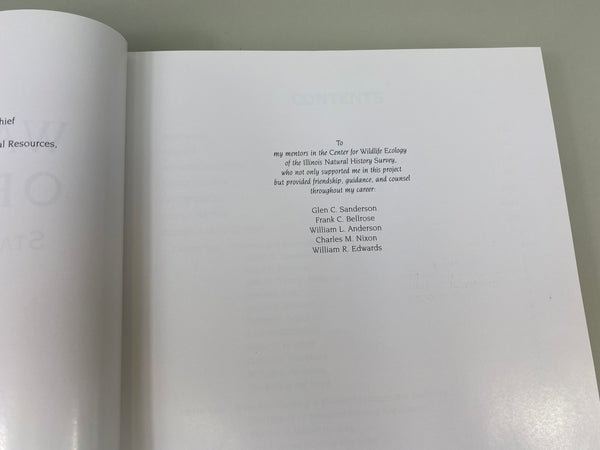 hief
al Resources,
CONTENTS
To
my mentors in the Center for Wildlife Ecology
of the Illinois Natural History Survey,
who not only supported me in this project
but provided friendship, guidance, and counsel
throughout my career:
Glen C. Sanderson
Frank C. Bellrose
William L. Anderson
Charles M. Nixon
William R. Edwards